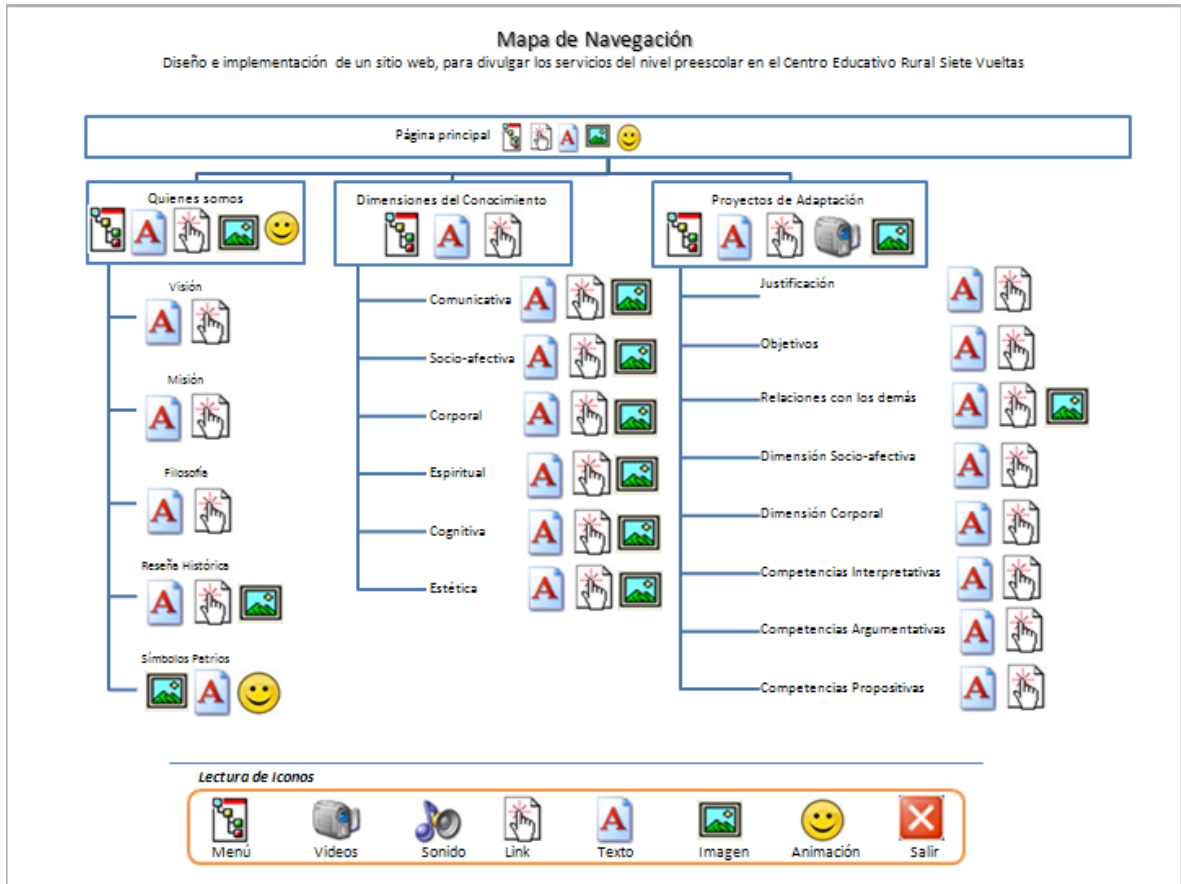 Mapa de Navegación
Diseño e implementación de un sitio web, para divulgar los servicios del nivel preescolar en el Centro Educativo Rural Siete Vueltas
Página principal
Quienes somos
Visión
Misión
Filosofía
Reseña Histórica
Símbolos Patrios
Dimensiones del Conocimiento
Comunicativa
Socio-afectiva
Corporal
Espiritual
Cognitiva
Estética
Proyectos de Adaptación
Justificación
Objetivos
Relaciones con los demás
Dimensión Socio-afectiva
Dimensión Corporal
Competencias Interpretativas
Competencias Argumentativas
Competencias Propositivas
Lectura de Iconos
Menú
Videos
Sonido
Link
Texto
Imagen
Animación
Salir